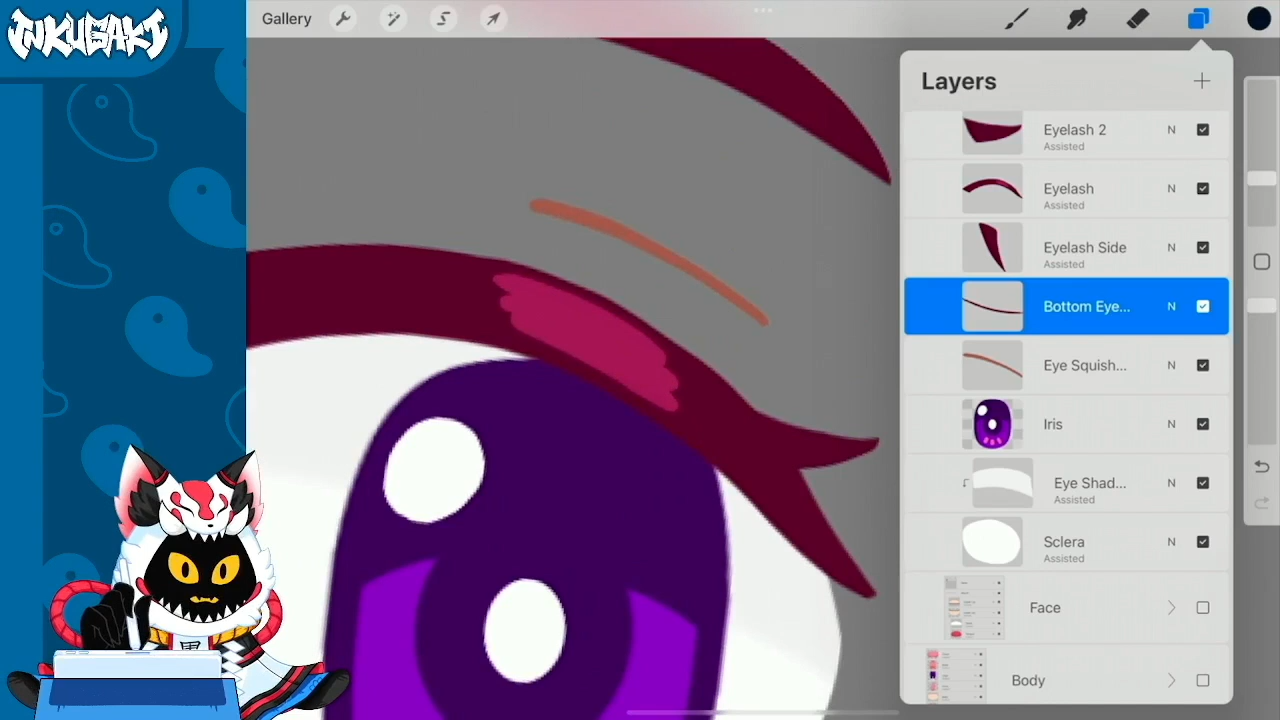 INKUGAKI
Gallery
Layers
Eyelash 2 N
Assisted
Eyelash N
Assisted
Eyelash Side N
Assisted
Bottom Eye... N
Eye Squish... N
Iris N
Eye Shad... N
Assisted
Sclera N
Assisted
Face
Body